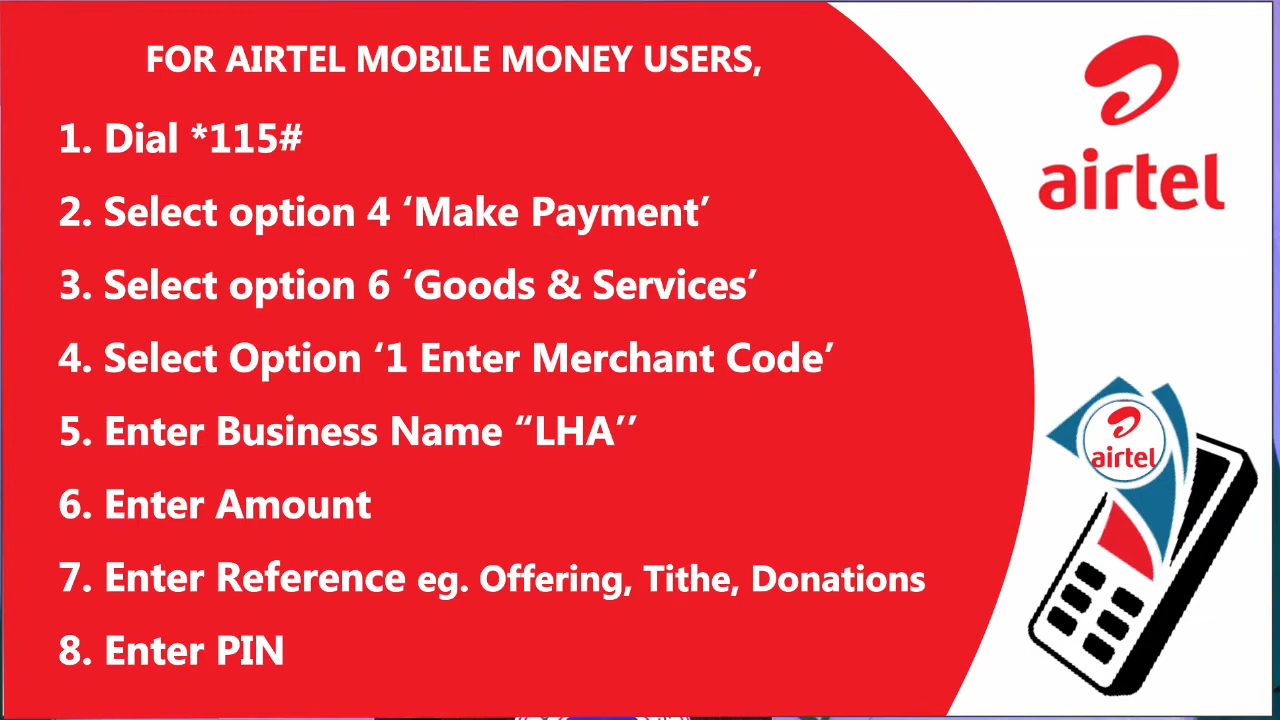 FOR AIRTEL MOBILE MONEY USERS,
1. Dial *115#
2. Select option 4 ‘Make Payment’
3. Select option 6 ‘Goods & Services’
4. Select Option ‘1 Enter Merchant Code’
5. Enter Business Name “LHA’’
6. Enter Amount
7. Enter Reference eg. Offering, Tithe, Donations
8. Enter PIN
airtel
airtel